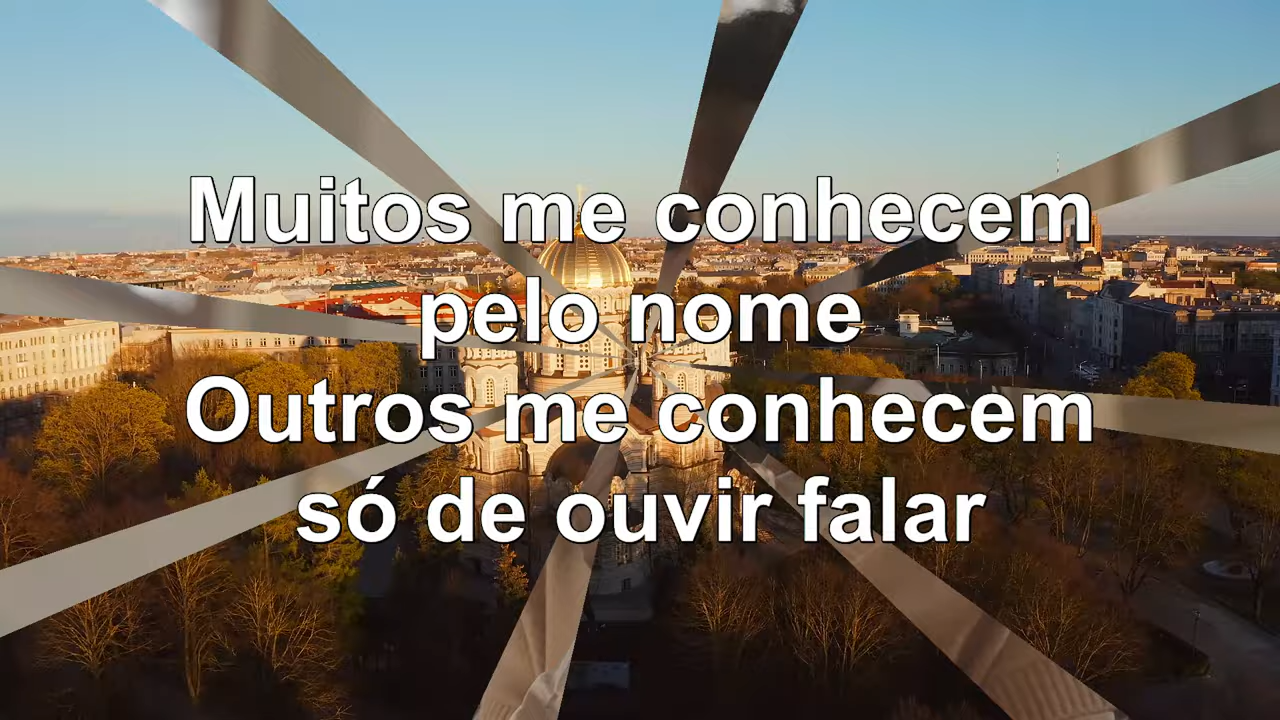 Muitos me conhecem
pelo nome
Outros me conhecem
só de ouvir falar